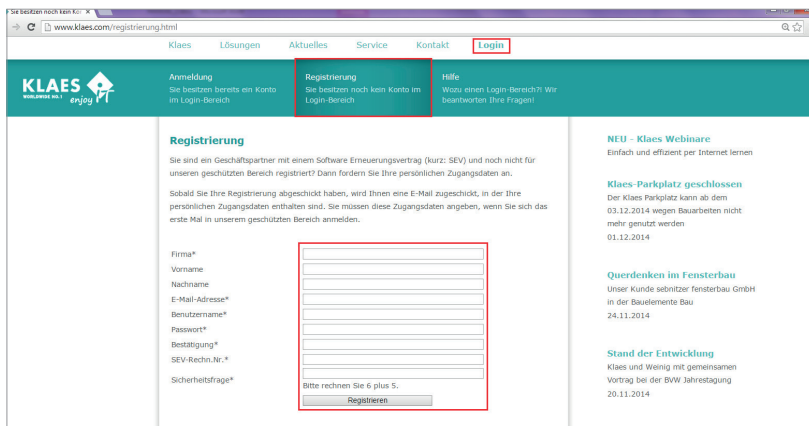 Sie besitzen noch kein Kon
www.klaes.com/registrierung.html
Klaes Lösungen Aktuelles Service Kontakt Login
KLAES
WORLDWIDE NO.1
enjoy IT
Anmeldung
Sie besitzen bereits ein Konto
im Login-Bereich
Registrierung
Sie besitzen noch kein Konto im
Login-Bereich
Hilfe
Wozu einen Login-Bereich?! Wir
beantworten Ihre Fragen!
Registrierung
Sie sind ein Geschäftspartner mit einem Software Erneuerungsvertrag (kurz: SEV) und noch nicht für
unseren geschützten Bereich registriert? Dann fordern Sie Ihre persönlichen Zugangsdaten an.
Sobald Sie Ihre Registrierung abgeschickt haben, wird Ihnen eine E-Mail zugeschickt, in der Ihre
persönlichen Zugangsdaten enthalten sind. Sie müssen diese Zugangsdaten angeben, wenn Sie sich das
erste Mal in unserem geschützten Bereich anmelden.
Firma*
Vorname
Nachname
E-Mail-Adresse*
Benutzername*
Passwort*
Bestätigung*
SEV-Rechn.Nr.*
Sicherheitsfrage*
Bitte rechnen Sie 6 plus 5.
Registrieren
NEU - Klaes Webinare
Einfach und effizient per Internet lernen
Klaes-Parkplatz geschlossen
Der Klaes Parkplatz kann ab dem
03.12.2014 wegen Bauarbeiten nicht
mehr genutzt werden
01.12.2014
Querdenken im Fensterbau
Unser Kunde sebnitzer fensterbau GmbH
in der Bauelemente Bau
24.11.2014
Stand der Entwicklung
Klaes und Weinig mit gemeinsamen
Vortrag bei der BVW Jahrestagung
20.11.2014